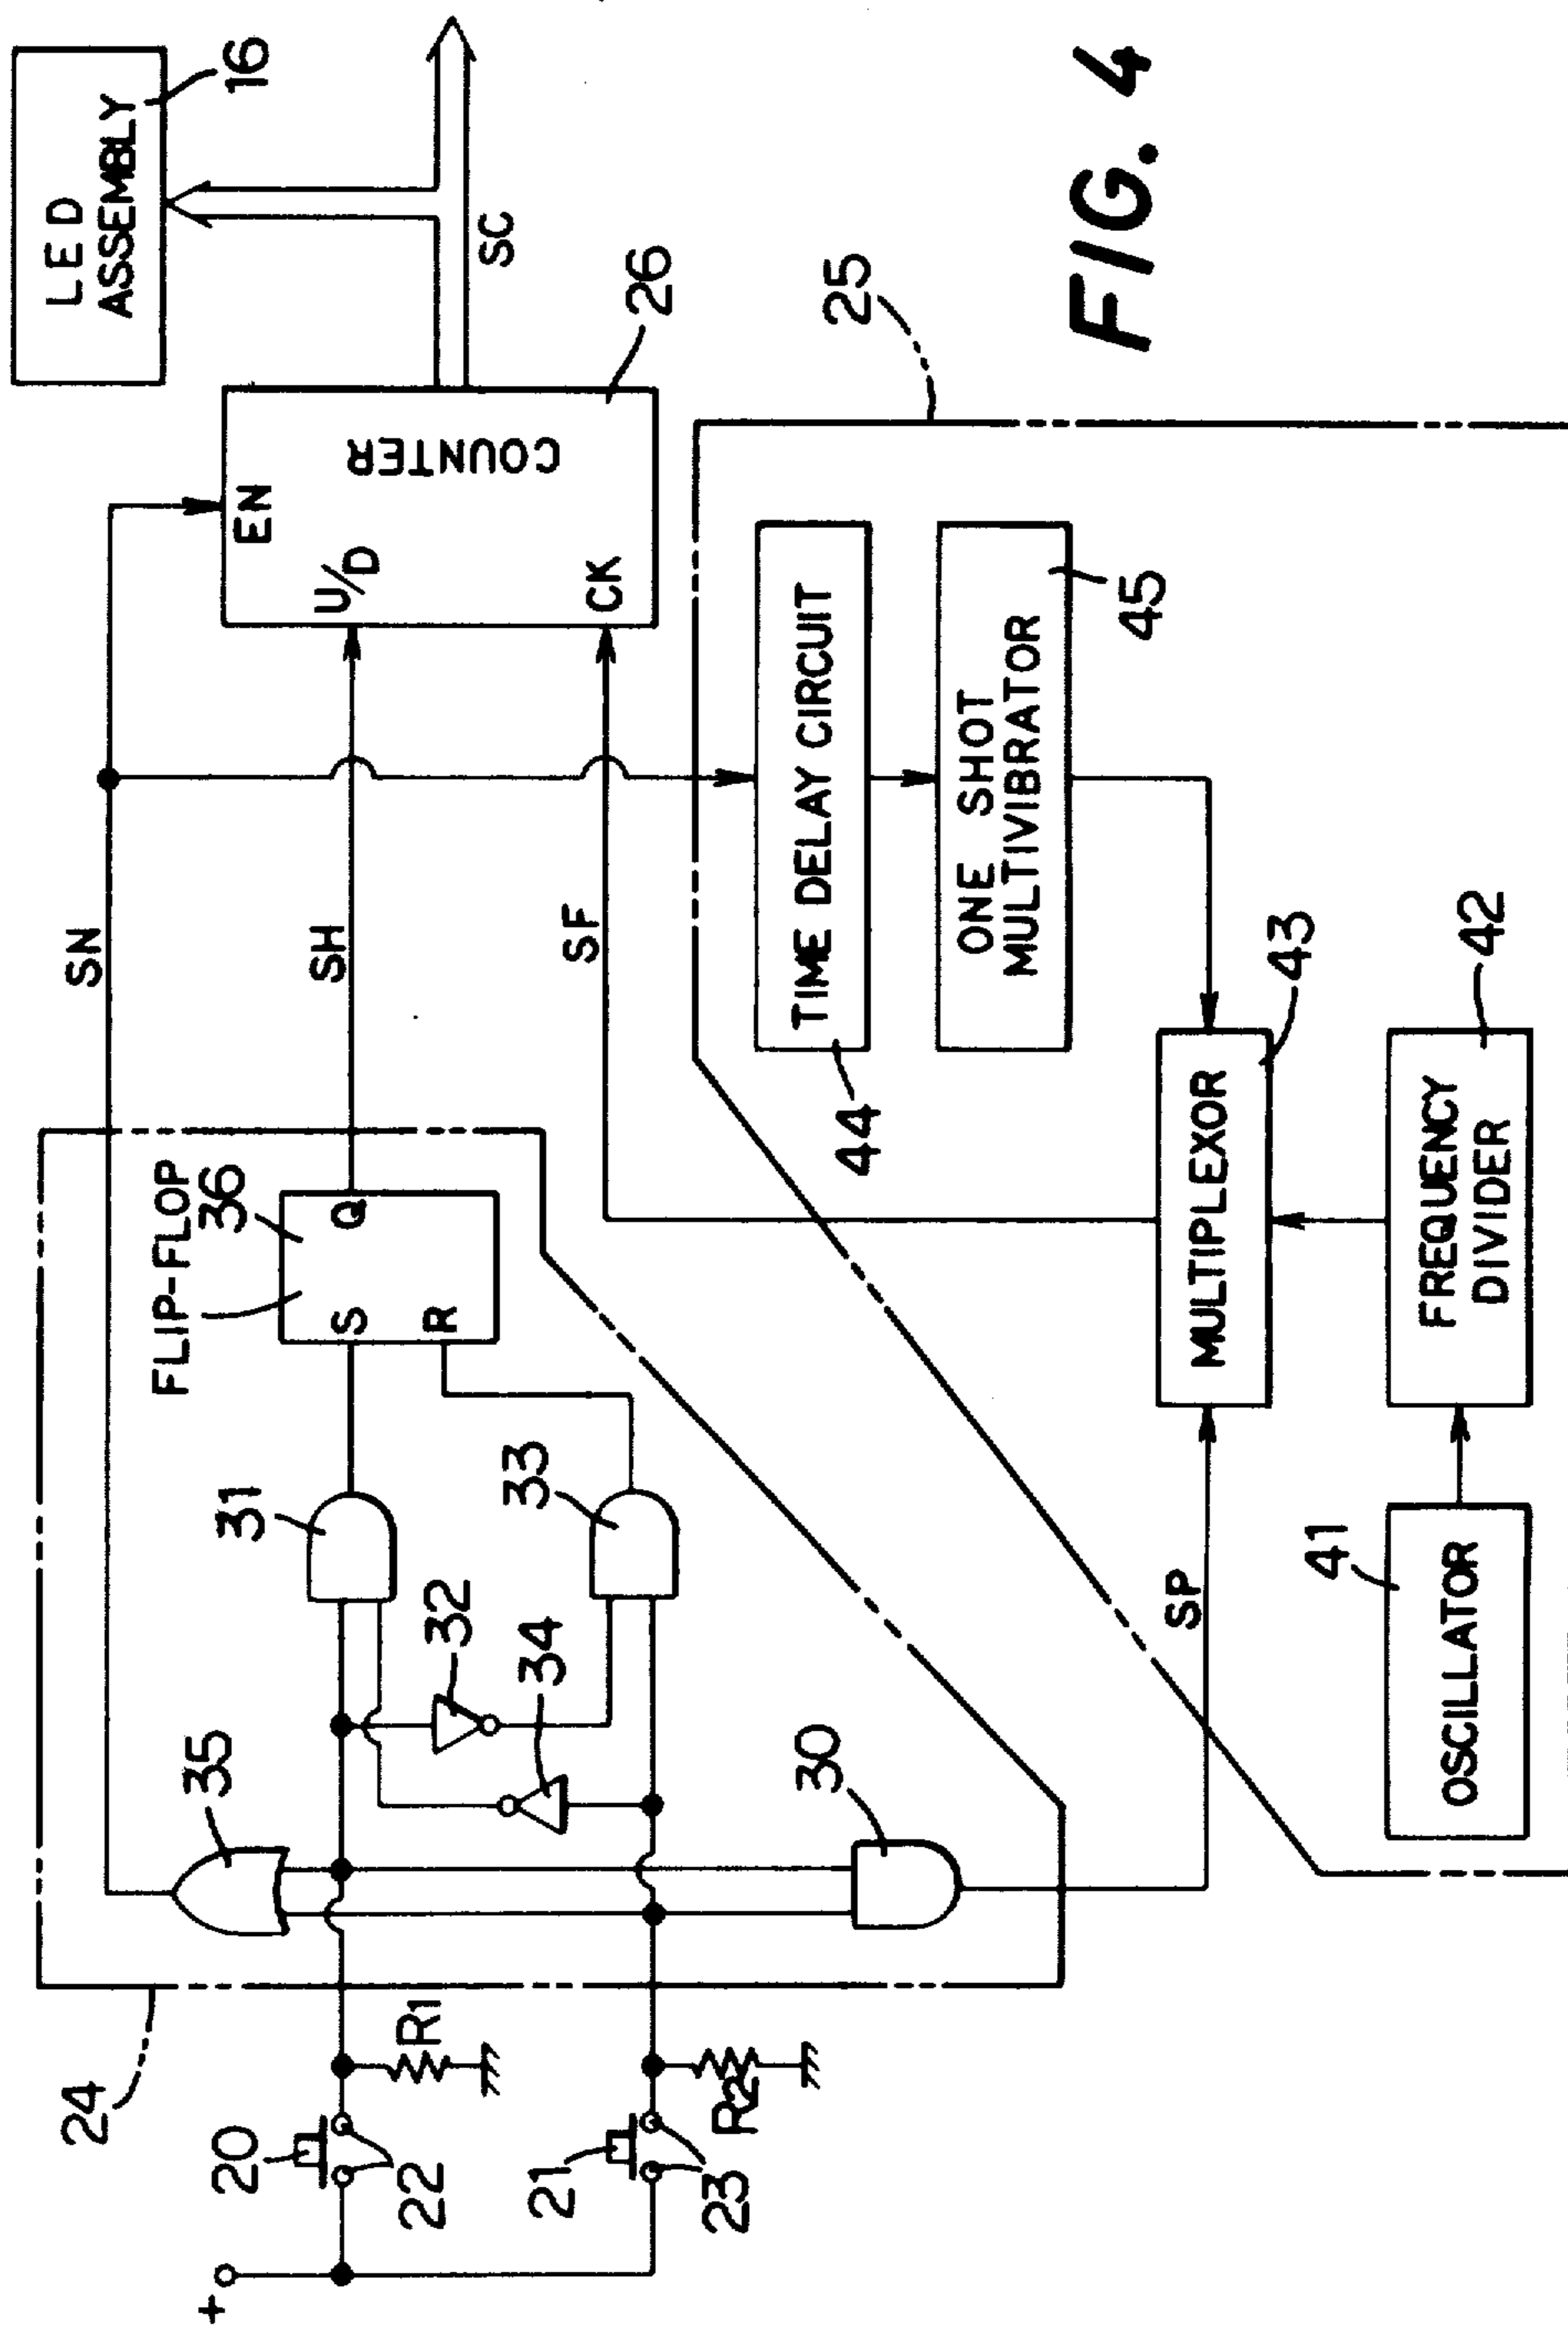 LED
ASSEMBLY
16
SC
COUNTER
EN
U/D
CK
26
25
FIG. 4
SN
SH
SF
TIME DELAY CIRCUIT
44
ONE SHOT
MULTIVIBRATOR
45
FLIP-FLOP
36
S
Q
R
31
32
33
34
35
30
MULTIPLEXOR
43
FREQUENCY
DIVIDER
42
SP
41
OSCILLATOR
24
R1
R2
20
22
21
23
+